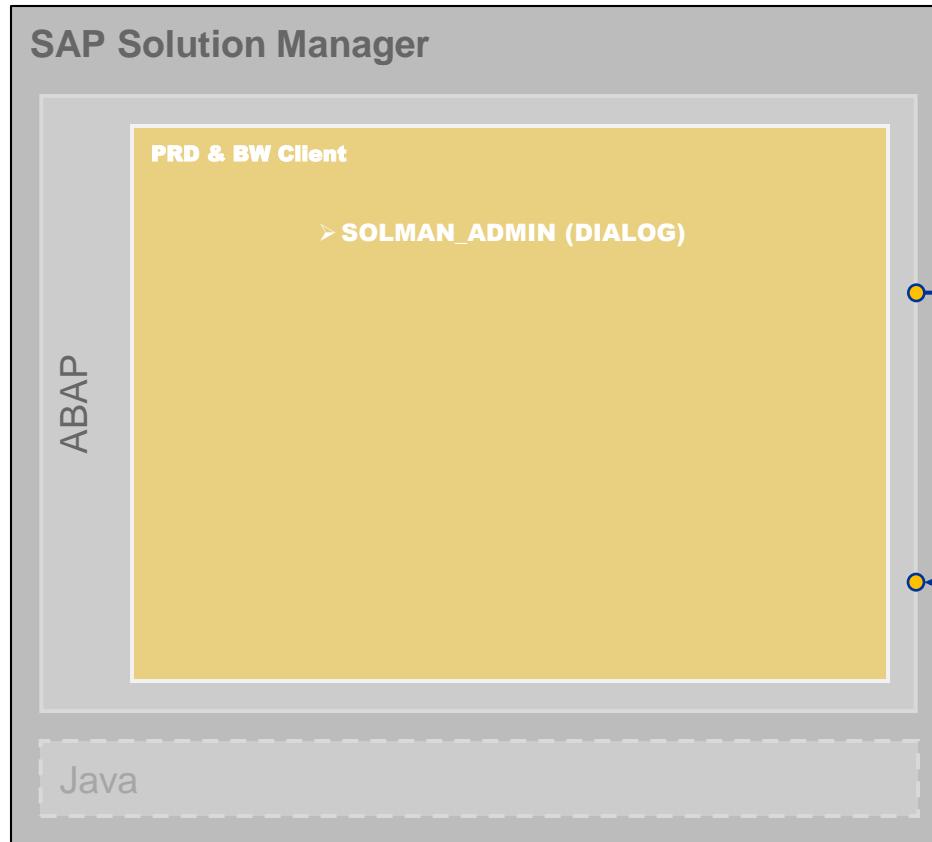 SAP Solution Manager
PRD & BW Client
➢ SOLMAN_ADMIN (DIALOG)
ABAP
Java